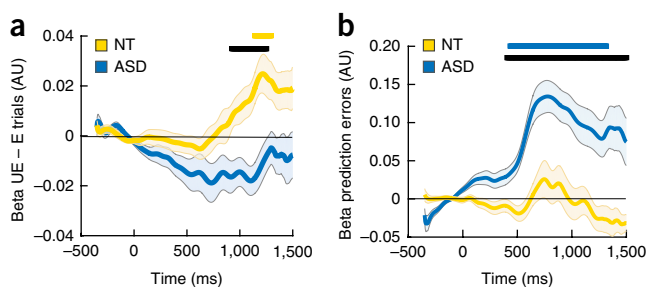 a
NT
ASD
Beta UE – E trials (AU)
0.04
0.02
0
–0.02
–0.04
–500
0
500
1,000
1,500
Time (ms)
b
NT
ASD
Beta prediction errors (AU)
0.20
0.15
0.10
0.05
0
–0.05
–500
0
500
1,000
1,500
Time (ms)